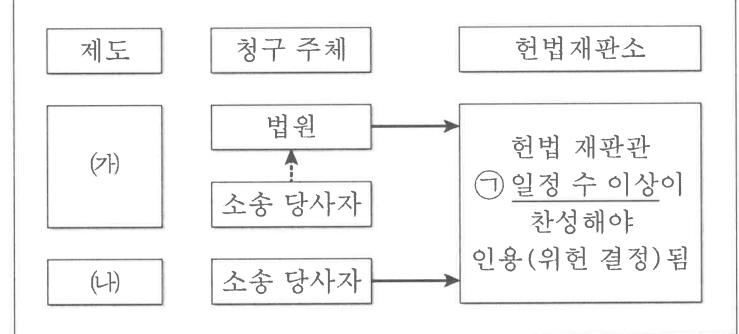 제도
청구 주체
헌법재판소
(가)
법원
소송 당사자
헌법 재판관
㉠ 일정 수 이상이
찬성해야
인용(위헌 결정)됨
(나)
소송 당사자